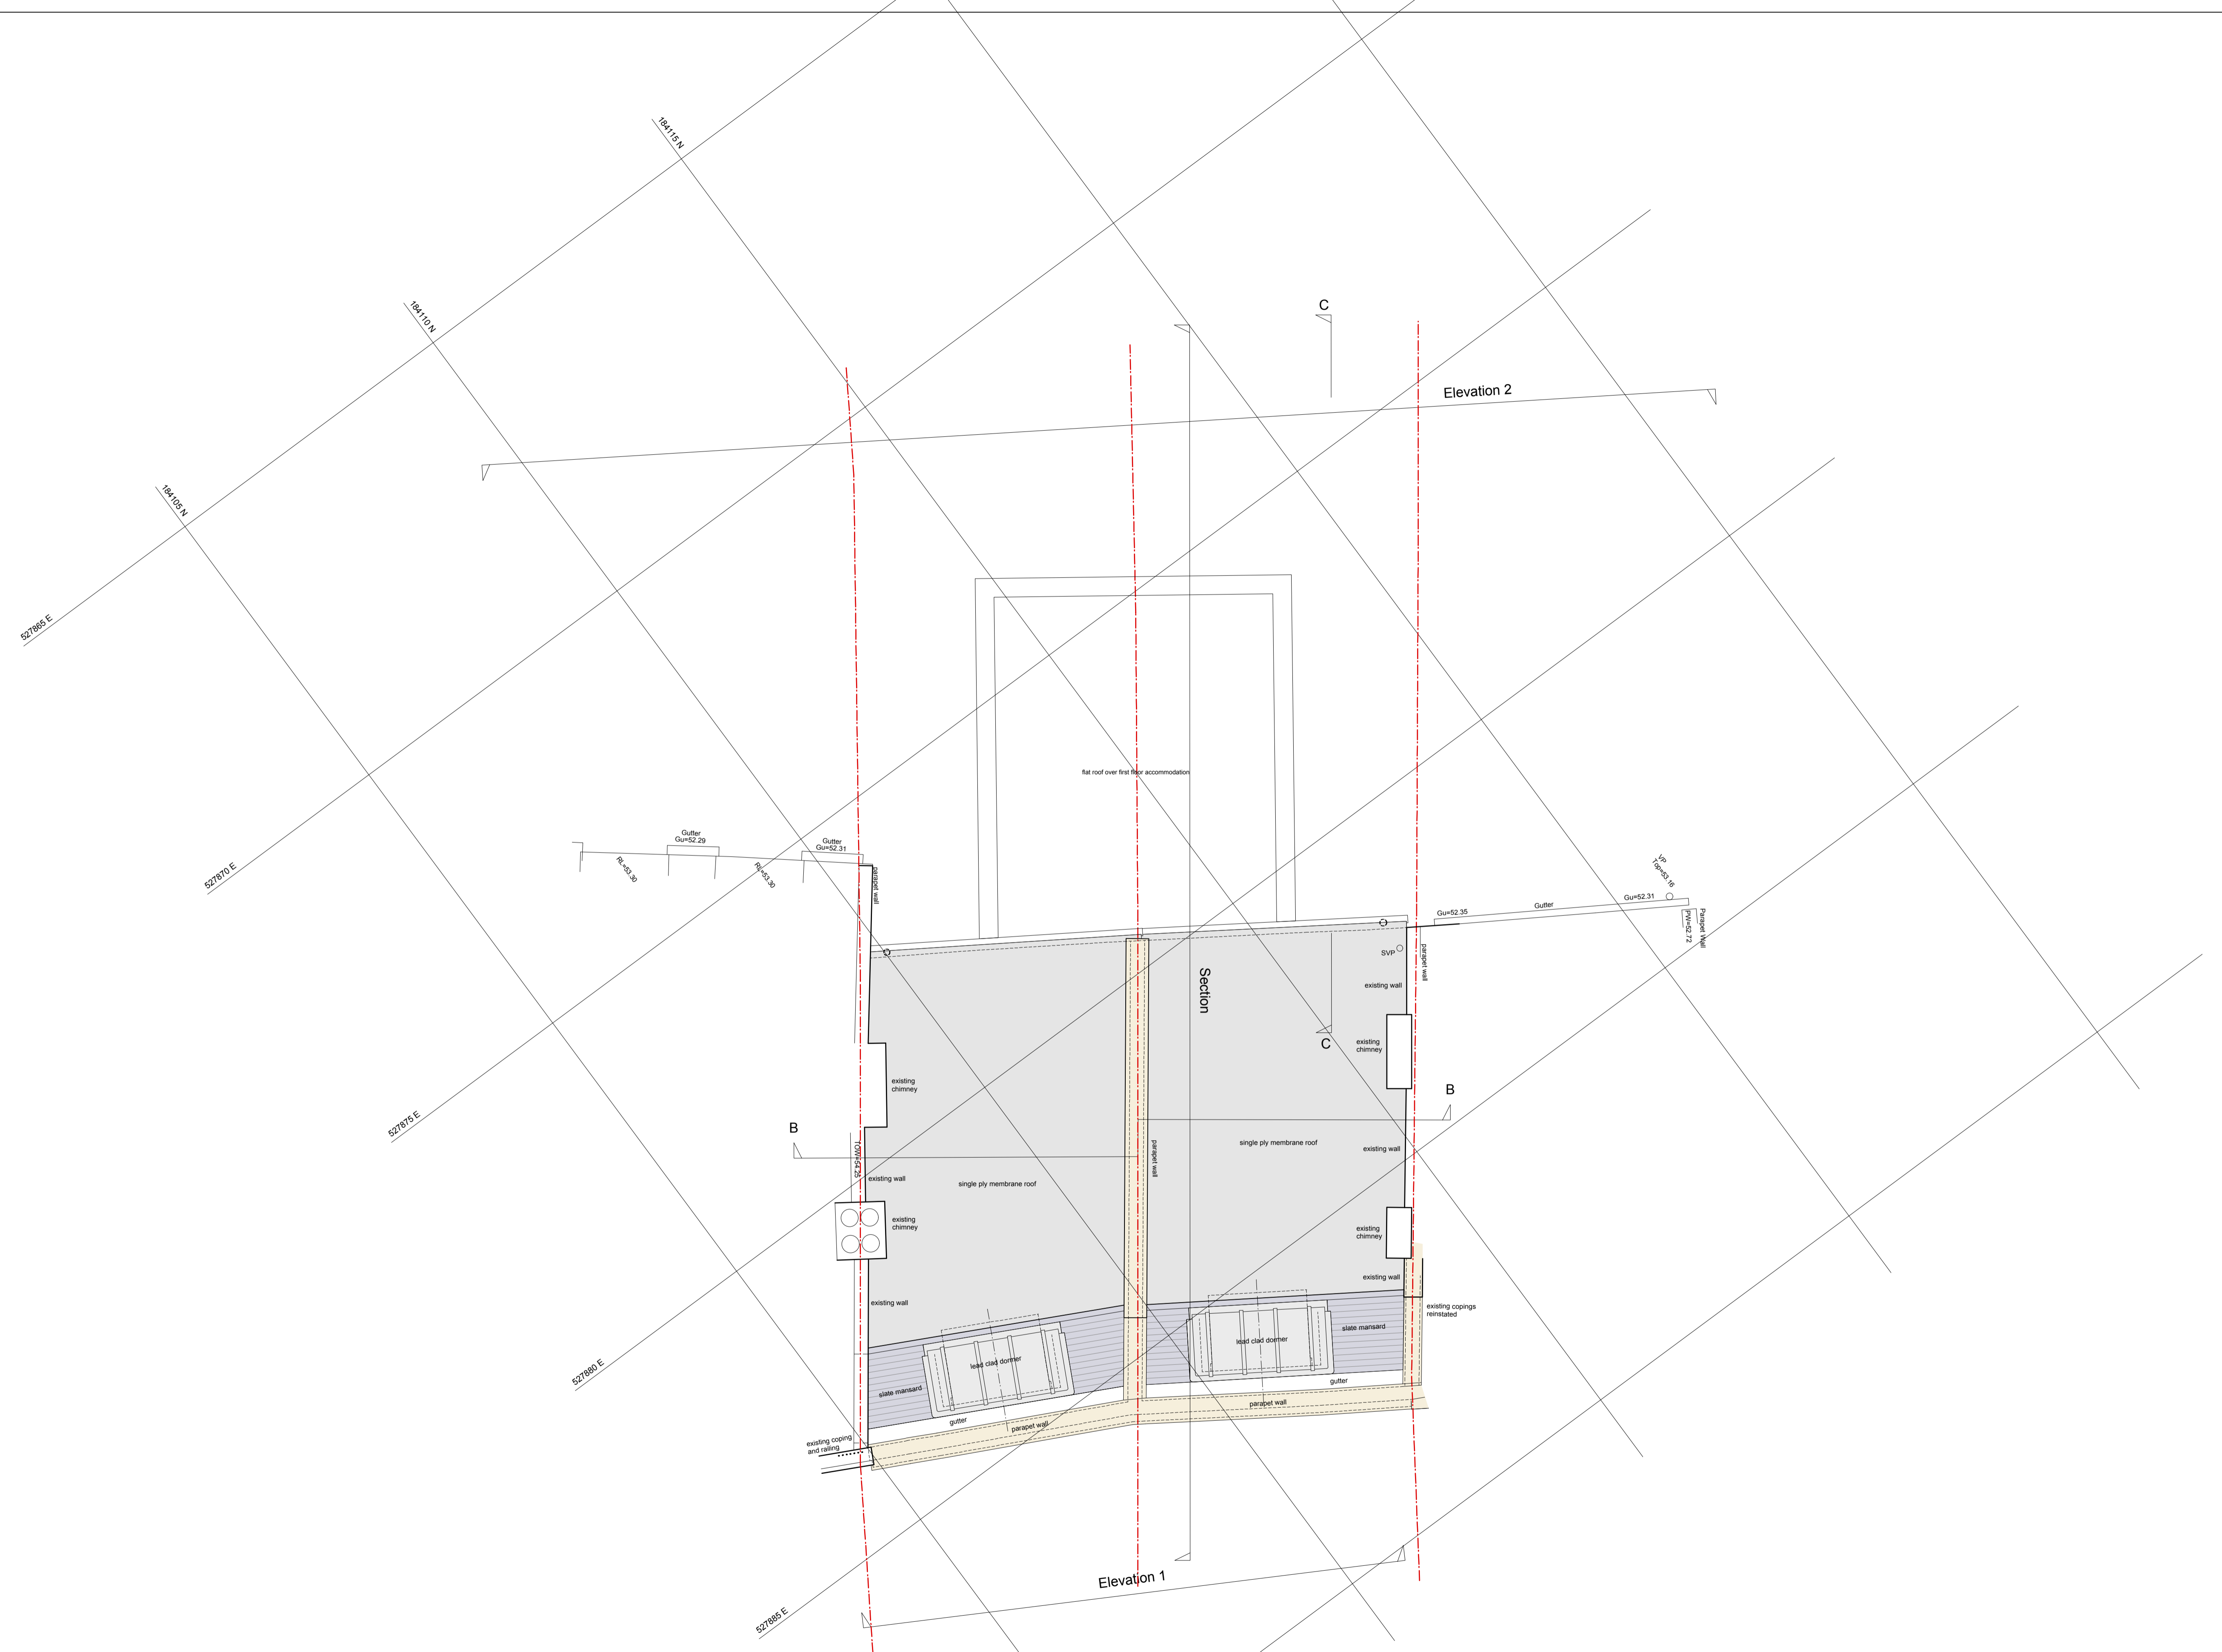 184115 N
184110 N
184105 N
C
Elevation 2
527865 E
flat roof over first floor accommodation
Gutter
Gu=52.29
Gutter
Gu=52.31
RL=53.30
RL=53.30
parapet wall
VP
Top=53.16
527870 E
Gu=52.35
Gutter
Gu=52.31
Parapet Wall
PW=52.72
SVP
parapet wall
Section
existing wall
existing
chimney
C
existing
chimney
B
527875 E
B
TOW=54.25
parapet wall
single ply membrane roof
existing wall
existing wall
single ply membrane roof
existing
chimney
existing
chimney
existing wall
existing wall
existing copings
reinstated
lead clad dormer
slate mansard
lead clad dormer
527880 E
slate mansard
gutter
gutter
parapet wall
parapet wall
existing coping
and railing
Elevation 1
527885 E